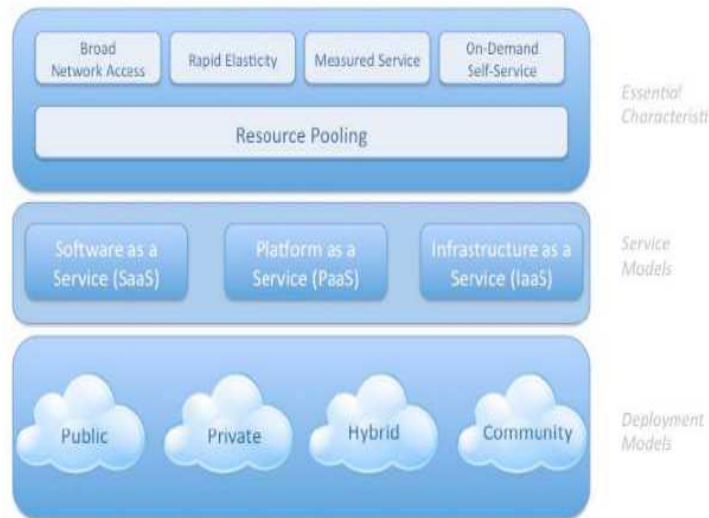 Broad
Network Access
Rapid Elasticity
Measured Service
On-Demand
Self-Service
Resource Pooling
Essential
Characteristi
Software as a
Service (SaaS)
Platform as a
Service (PaaS)
Infrastructure as a
Service (IaaS)
Service
Models
Public
Private
Hybrid
Community
Deployment
Models